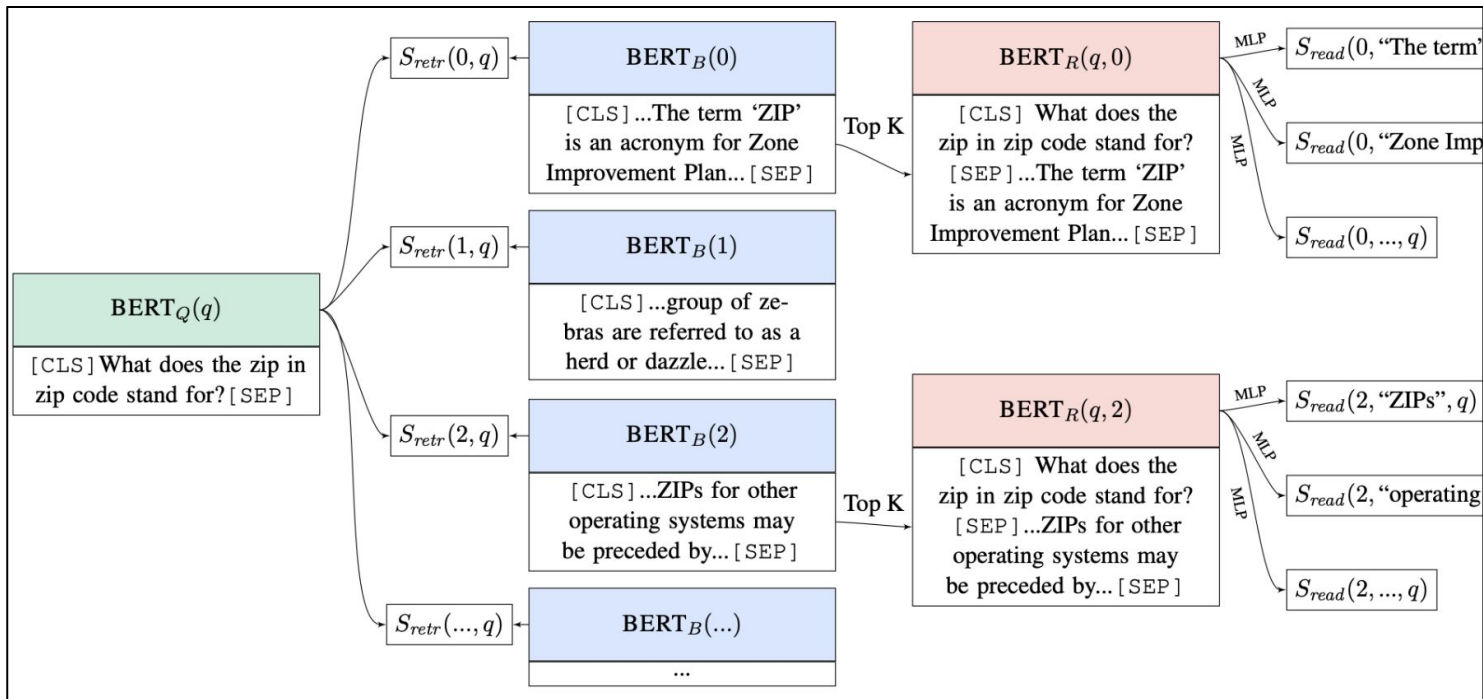 BERT_Q(q)
[CLS]What does the zip in
zip code stand for?[SEP]
S_retr(0, q)
S_retr(1, q)
S_retr(2, q)
S_retr(..., q)
BERT_B(0)
[CLS]...The term ‘ZIP’
is an acronym for Zone
Improvement Plan...[SEP]
BERT_B(1)
[CLS]...group of ze-
bras are referred to as a
herd or dazzle...[SEP]
BERT_B(2)
[CLS]...ZIPs for other
operating systems may
be preceded by...[SEP]
BERT_B(...)
...
Top K
Top K
BERT_R(q, 0)
[CLS] What does the
zip in zip code stand for?
[SEP]...The term ‘ZIP’
is an acronym for Zone
Improvement Plan...[SEP]
BERT_R(q, 2)
[CLS] What does the
zip in zip code stand for?
[SEP]...ZIPs for other
operating systems may
be preceded by...[SEP]
MLP
MLP
MLP
S_read(0, “The term”
S_read(0, “Zone Imp
S_read(0, ..., q)
MLP
MLP
MLP
S_read(2, “ZIPs”, q)
S_read(2, “operating
S_read(2, ..., q)